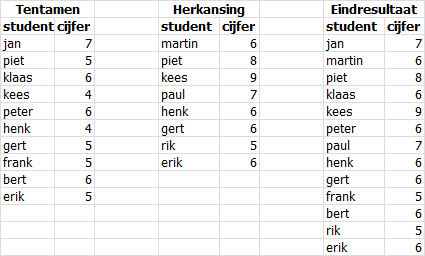 Tentamen Herkansing Eindresultaat
student cijfer student cijfer student cijfer
jan 7 martin 6 jan 7
piet 5 piet 8 martin 6
klaas 6 kees 9 piet 8
kees 4 paul 7 klaas 6
peter 6 henk 6 kees 9
henk 4 gert 6 peter 6
gert 5 rik 5 paul 7
frank 5 erik 6 henk 6
bert 6 gert 6
erik 5 frank 5
bert 6
rik 5
erik 6